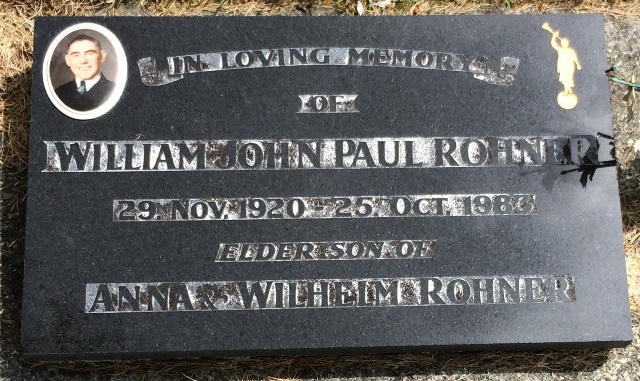 IN LOVING MEMORY
OF
WILLIAM JOHN PAUL ROHNER
29 NOV. 1920 - 25 OCT. 1983
ELDER SON OF
ANNA & WILHELM ROHNER